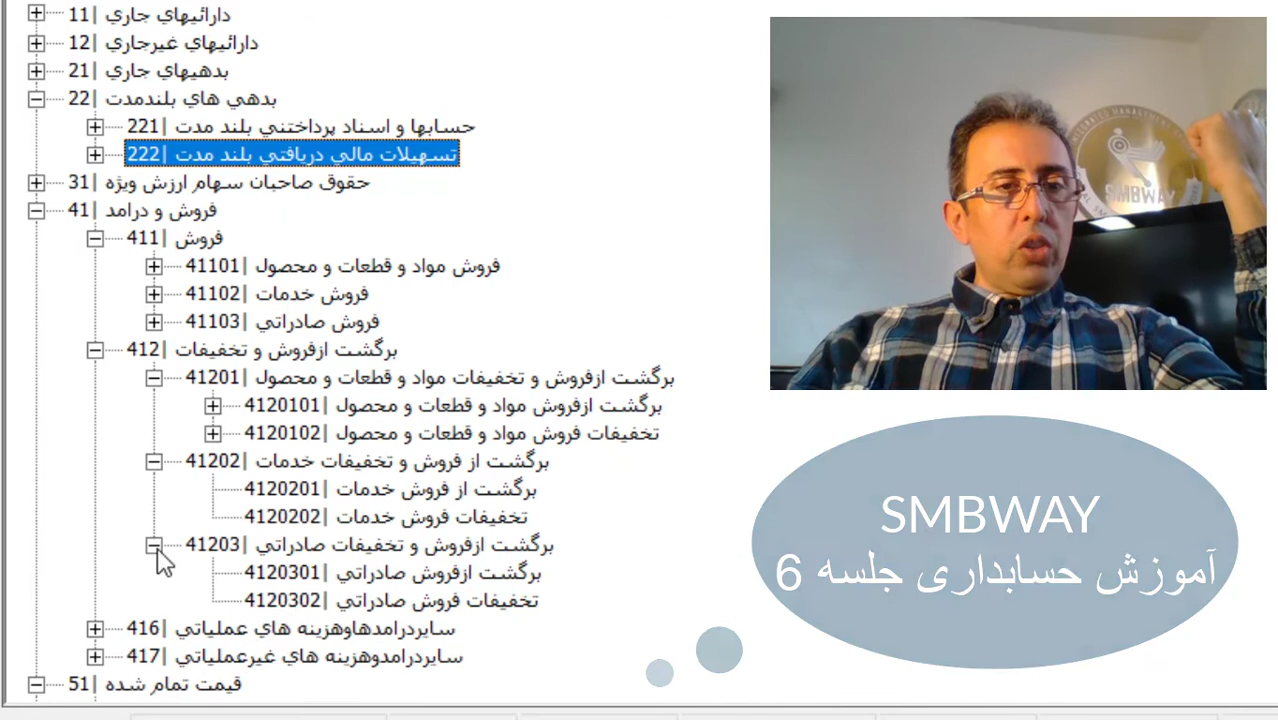 11| دارائيهاي جاري
12| دارائيهاي غيرجاري
21| بدهيهاي جاري
22| بدهي هاي بلندمدت
221| حسابها و اسناد پرداختني بلند مدت
222| تسهيلات مالي دريافتي بلند مدت
31| حقوق صاحبان سهام ارزش ويژه
41| فروش و درامد
411| فروش
41101| فروش مواد و قطعات و محصول
41102| فروش خدمات
41103| فروش صادراتي
412| برگشت ازفروش و تخفيفات
41201| برگشت ازفروش و تخفيفات مواد و قطعات و محصول
4120101| برگشت ازفروش مواد و قطعات و محصول
4120102| تخفيفات فروش مواد و قطعات و محصول
41202| برگشت از فروش و تخفيفات خدمات
4120201| برگشت از فروش خدمات
4120202| تخفيفات فروش خدمات
41203| برگشت ازفروش و تخفيفات صادراتي
4120301| برگشت ازفروش صادراتي
4120302| تخفيفات فروش صادراتي
416| سايردرامدهاوهزينه هاي عملياتي
417| سايردرامدوهزينه هاي غيرعملياتي
51| قيمت تمام شده
SMBWAY
SMBWAY
آموزش حسابداری جلسه 6